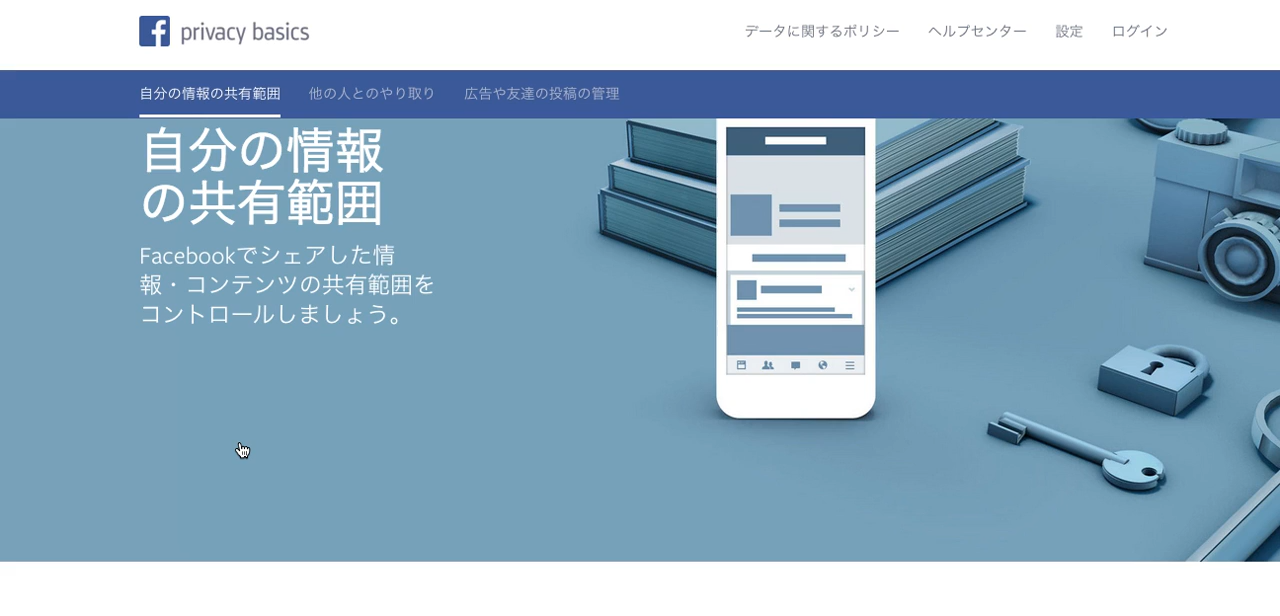 privacy basics
データに関するポリシー ヘルプセンター 設定 ログイン
自分の情報の共有範囲 他の人とのやり取り 広告や友達の投稿の管理
自分の情報
の共有範囲
Facebookでシェアした情
報・コンテンツの共有範囲を
コントロールしましょう。